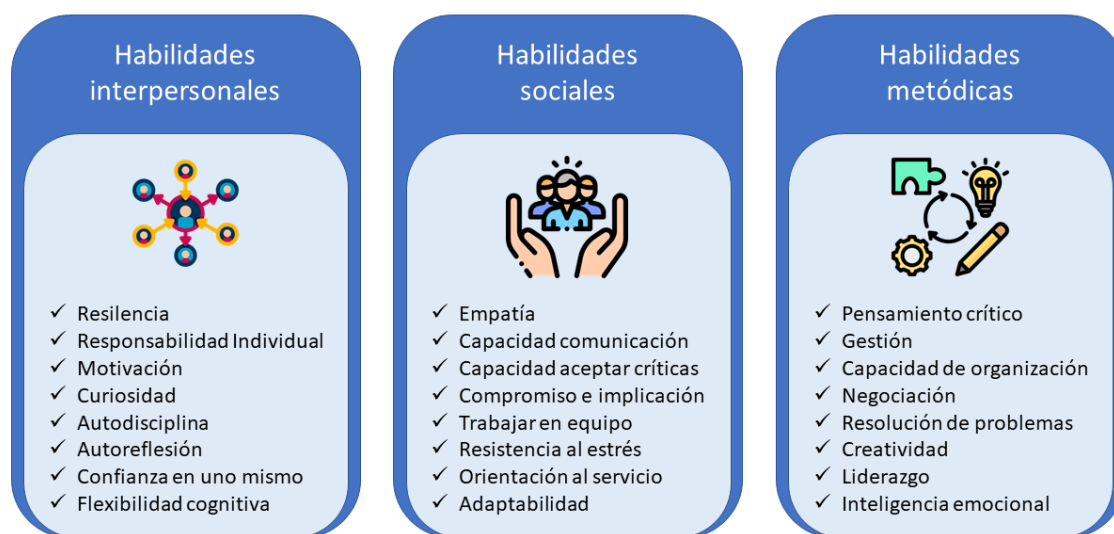 Habilidades
interpersonales
Resilencia
Responsabilidad Individual
Motivación
Curiosidad
Autodisciplina
Autoreflesión
Confianza en uno mismo
Flexibilidad cognitiva
Habilidades
sociales
Empatía
Capacidad comunicación
Capacidad aceptar críticas
Compromiso e implicación
Trabajar en equipo
Resistencia al estrés
Orientación al servicio
Adaptabilidad
Habilidades
metódicas
Pensamiento crítico
Gestión
Capacidad de organización
Negociación
Resolución de problemas
Creatividad
Liderazgo
Inteligencia emocional